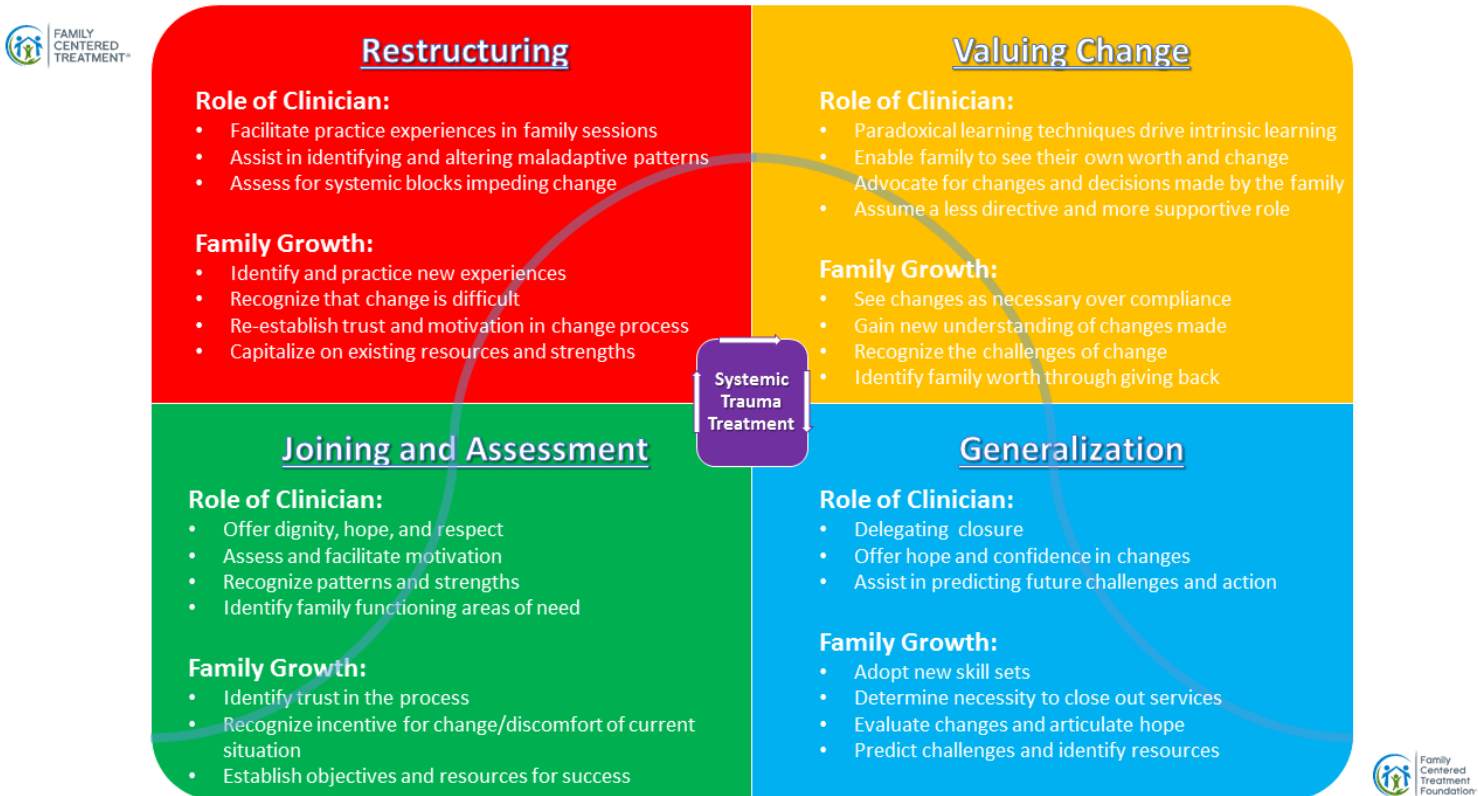 FAMILY
CENTERED
TREATMENT®
Restructuring
Role of Clinician:
• Facilitate practice experiences in family sessions
• Assist in identifying and altering maladaptive patterns
• Assess for systemic blocks impeding change
Family Growth:
• Identify and practice new experiences
• Recognize that change is difficult
• Re-establish trust and motivation in change process
• Capitalize on existing resources and strengths
Valuing Change
Role of Clinician:
• Paradoxical learning techniques drive intrinsic learning
• Enable family to see their own worth and change
Advocate for changes and decisions made by the family
• Assume a less directive and more supportive role
Family Growth:
• See changes as necessary over compliance
• Gain new understanding of changes made
• Recognize the challenges of change
• Identify family worth through giving back
Systemic
Trauma
Treatment
Joining and Assessment
Role of Clinician:
• Offer dignity, hope, and respect
• Assess and facilitate motivation
• Recognize patterns and strengths
• Identify family functioning areas of need
Family Growth:
• Identify trust in the process
• Recognize incentive for change/discomfort of current
situation
• Establish objectives and resources for success
Generalization
Role of Clinician:
• Delegating closure
• Offer hope and confidence in changes
• Assist in predicting future challenges and action
Family Growth:
• Adopt new skill sets
• Determine necessity to close out services
• Evaluate changes and articulate hope
• Predict challenges and identify resources
Family
Centered
Treatment
Foundation